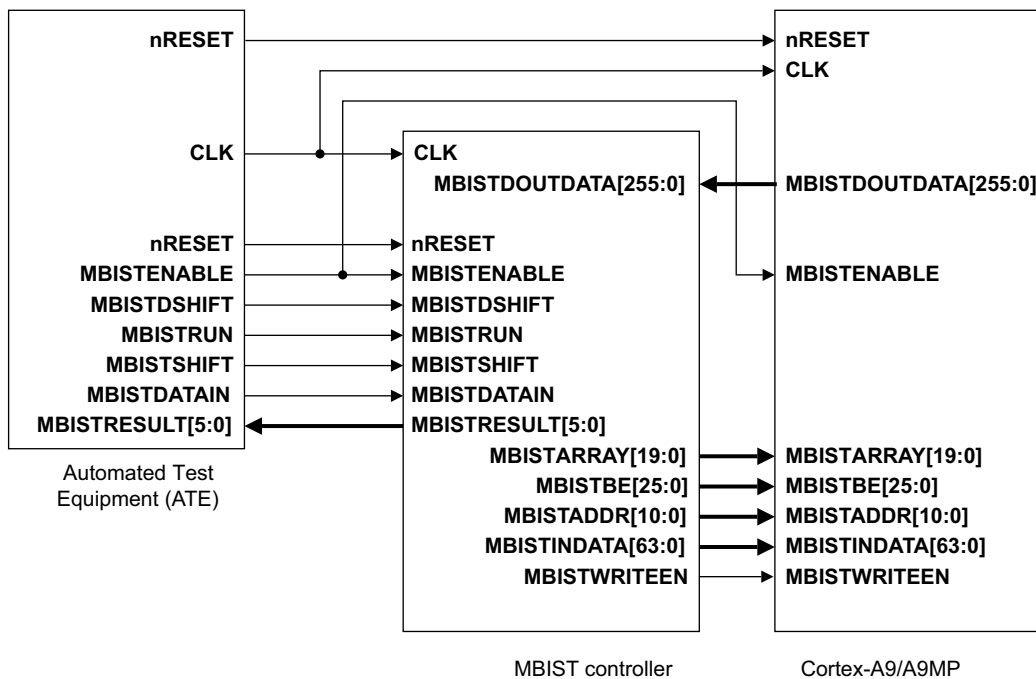 nRESET
CLK
nRESET
MBISTENABLE
MBISTDSHIFT
MBISTRUN
MBISTSHIFT
MBISTDATAIN
MBISTRESULT[5:0]
Automated Test
Equipment (ATE)
CLK
MBISTDOUTDATA[255:0]
nRESET
MBISTENABLE
MBISTDSHIFT
MBISTRUN
MBISTSHIFT
MBISTDATAIN
MBISTRESULT[5:0]
MBISTARRAY[19:0]
MBISTBE[25:0]
MBISTADDR[10:0]
MBISTINDATA[63:0]
MBISTWRITEEN
MBIST controller
nRESET
CLK
MBISTDOUTDATA[255:0]
MBISTENABLE
MBISTARRAY[19:0]
MBISTBE[25:0]
MBISTADDR[10:0]
MBISTINDATA[63:0]
MBISTWRITEEN
Cortex-A9/A9MP